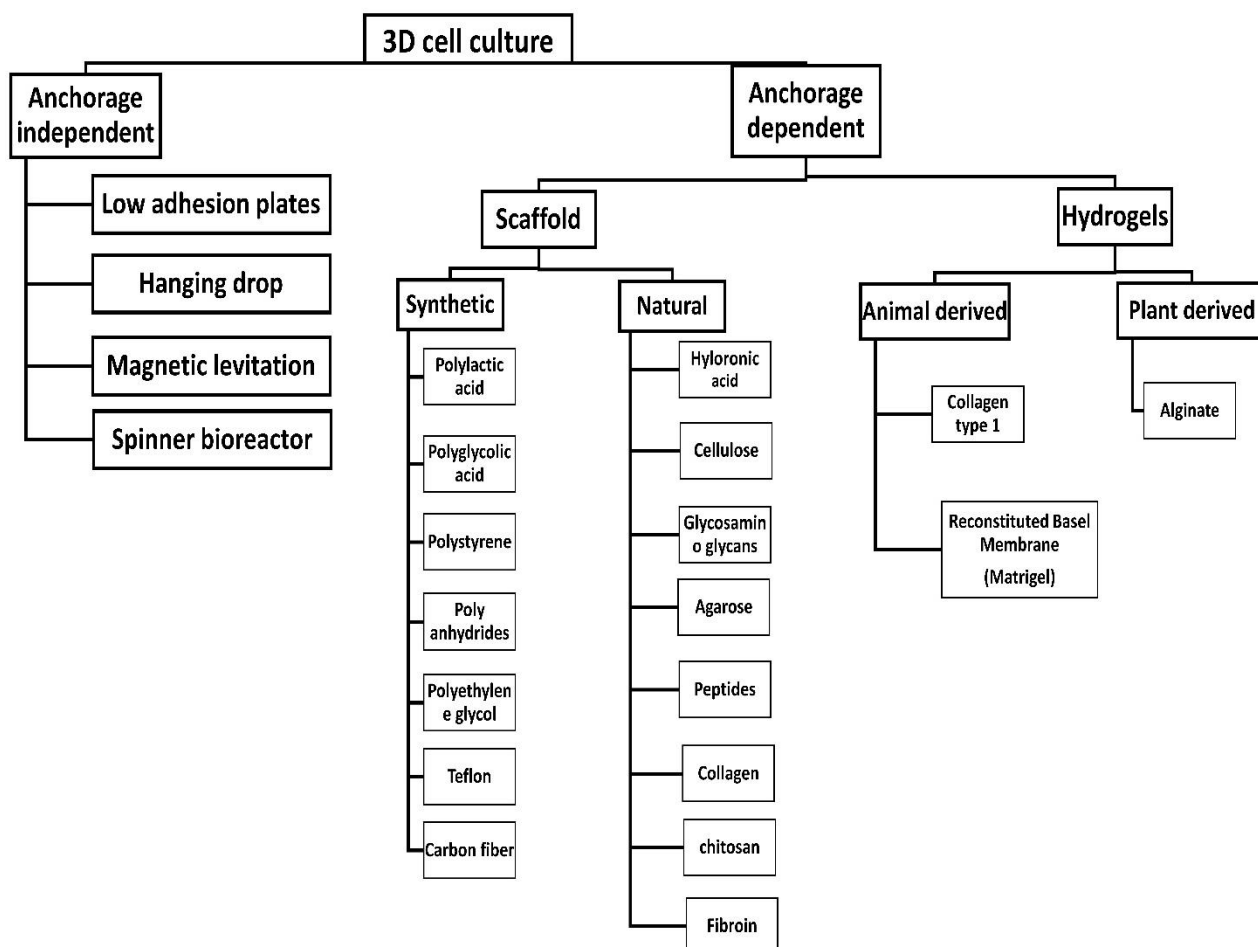 3D cell culture
Anchorage
independent
Low adhesion plates
Hanging drop
Magnetic levitation
Spinner bioreactor
Anchorage
dependent
Scaffold
Synthetic
Polylactic
acid
Polyglycolic
acid
Polystyrene
Poly
anhydrides
Polyethylen
e glycol
Teflon
Carbon fiber
Natural
Hyloronic
acid
Cellulose
Glycosamin
o glycans
Agarose
Peptides
Collagen
chitosan
Fibroin
Hydrogels
Animal derived
Collagen
type 1
Reconstituted Basel
Membrane
(Matrigel)
Plant derived
Alginate